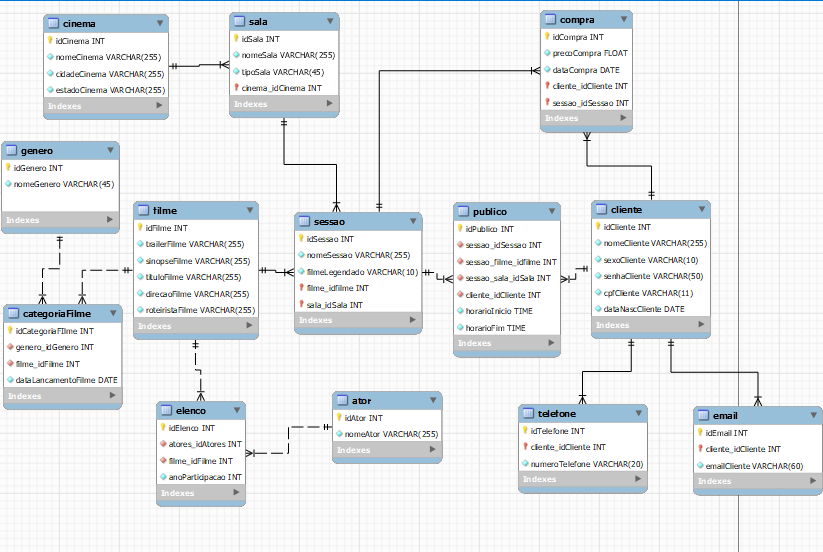 cinema
idCinema INT
nomeCinema VARCHAR(255)
cidadeCinema VARCHAR(255)
estadoCinema VARCHAR(255)
Indexes
sala
idSala INT
nomeSala VARCHAR(255)
tipoSala VARCHAR(45)
cinema_idCinema INT
Indexes
compra
idCompra INT
precoCompra FLOAT
dataCompra DATE
cliente_idCliente INT
sessao_idSessao INT
Indexes
genero
idGenero INT
nomeGenero VARCHAR(45)
Indexes
filme
idFilme INT
trailerFilme VARCHAR(255)
sinopseFilme VARCHAR(255)
tituloFilme VARCHAR(255)
direcaoFilme VARCHAR(255)
roteiristaFilme VARCHAR(255)
Indexes
sessao
idSessao INT
nomeSessao VARCHAR(255)
filmeLegendado VARCHAR(10)
filme_idfilme INT
sala_idSala INT
Indexes
publico
idPublico INT
sessao_idSessao INT
sessao_filme_idfilme INT
sessao_sala_idSala INT
cliente_idCliente INT
horarioInicio TIME
horarioFim TIME
Indexes
cliente
idCliente INT
nomeCliente VARCHAR(255)
sexoCliente VARCHAR(10)
senhaCliente VARCHAR(50)
cpfCliente VARCHAR(11)
dataNascCliente DATE
Indexes
categoriaFilme
idCategoriaFilme INT
genero_idGenero INT
filme_idFilme INT
dataLancamentoFilme DATE
Indexes
elenco
idElenco INT
atores_idAtores INT
filme_idFilme INT
anoParticipacao INT
Indexes
ator
idAtor INT
nomeAtor VARCHAR(255)
Indexes
telefone
idTelefone INT
cliente_idCliente INT
numeroTelefone VARCHAR(20)
Indexes
email
idEmail INT
cliente_idCliente INT
emailCliente VARCHAR(60)
Indexes